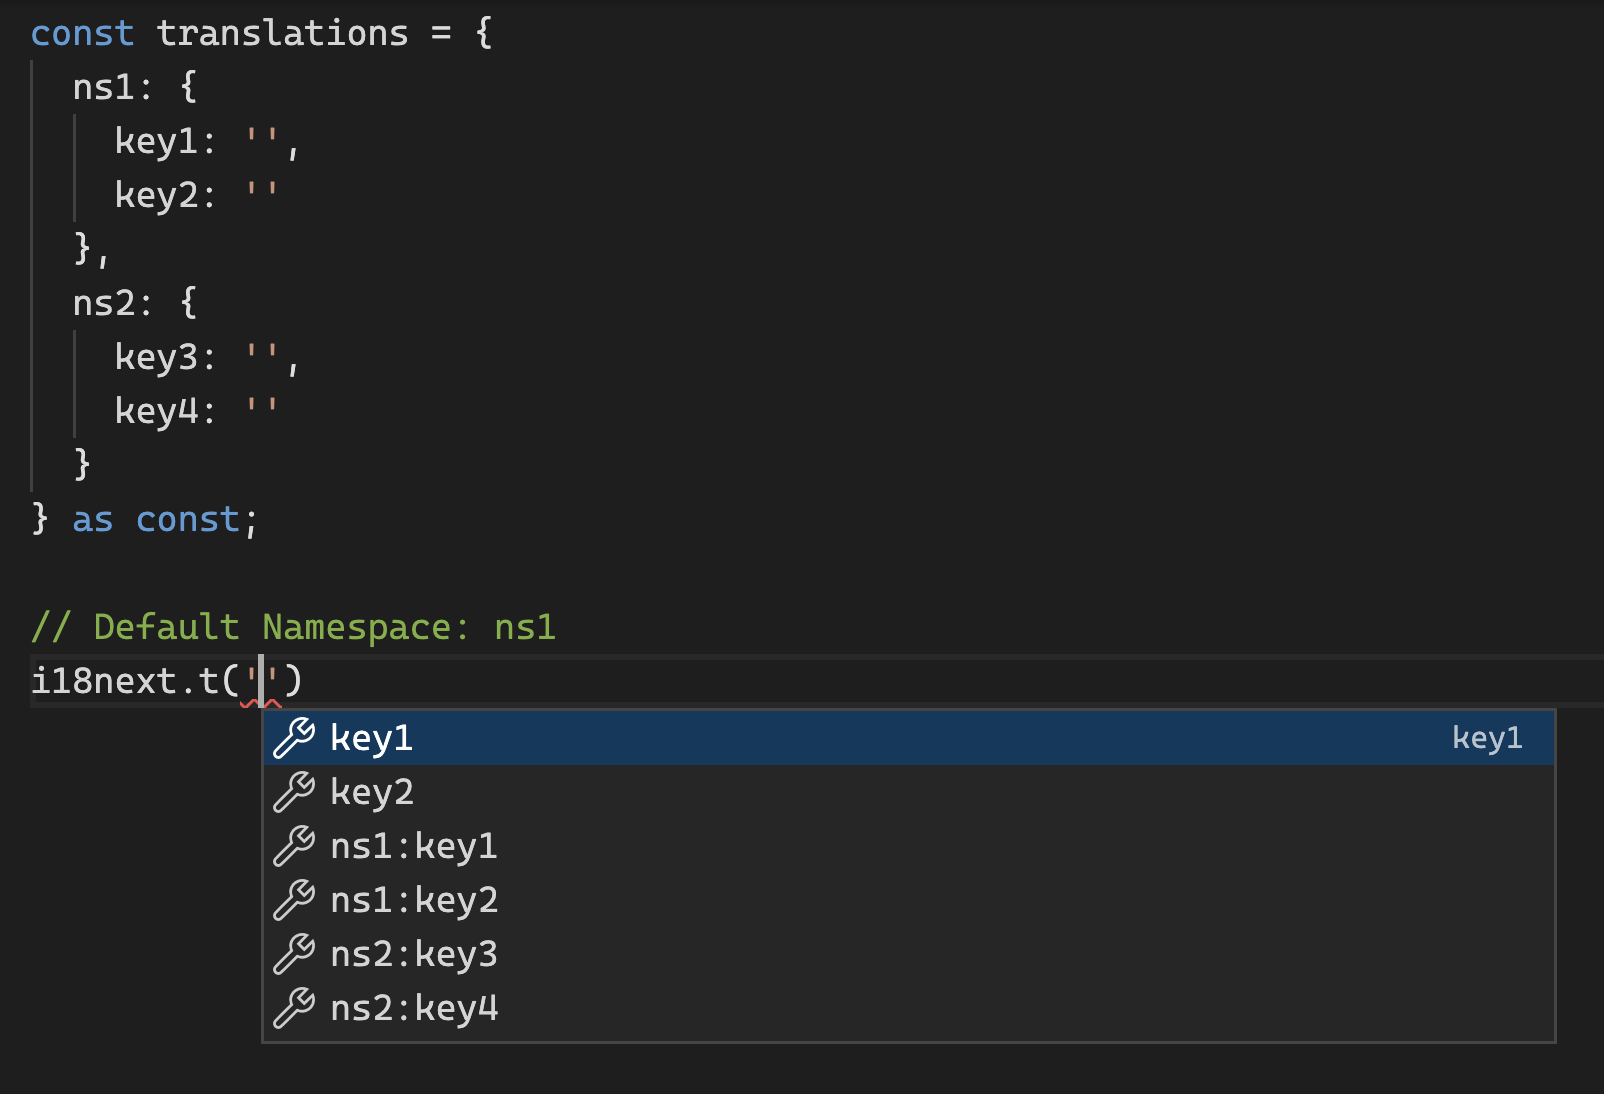 const translations = {
  ns1: {
    key1: '',
    key2: ''
  },
  ns2: {
    key3: '',
    key4: ''
  }
} as const;

// Default Namespace: ns1
i18next.t('')
key1 key1
key2
ns1:key1
ns1:key2
ns2:key3
ns2:key4